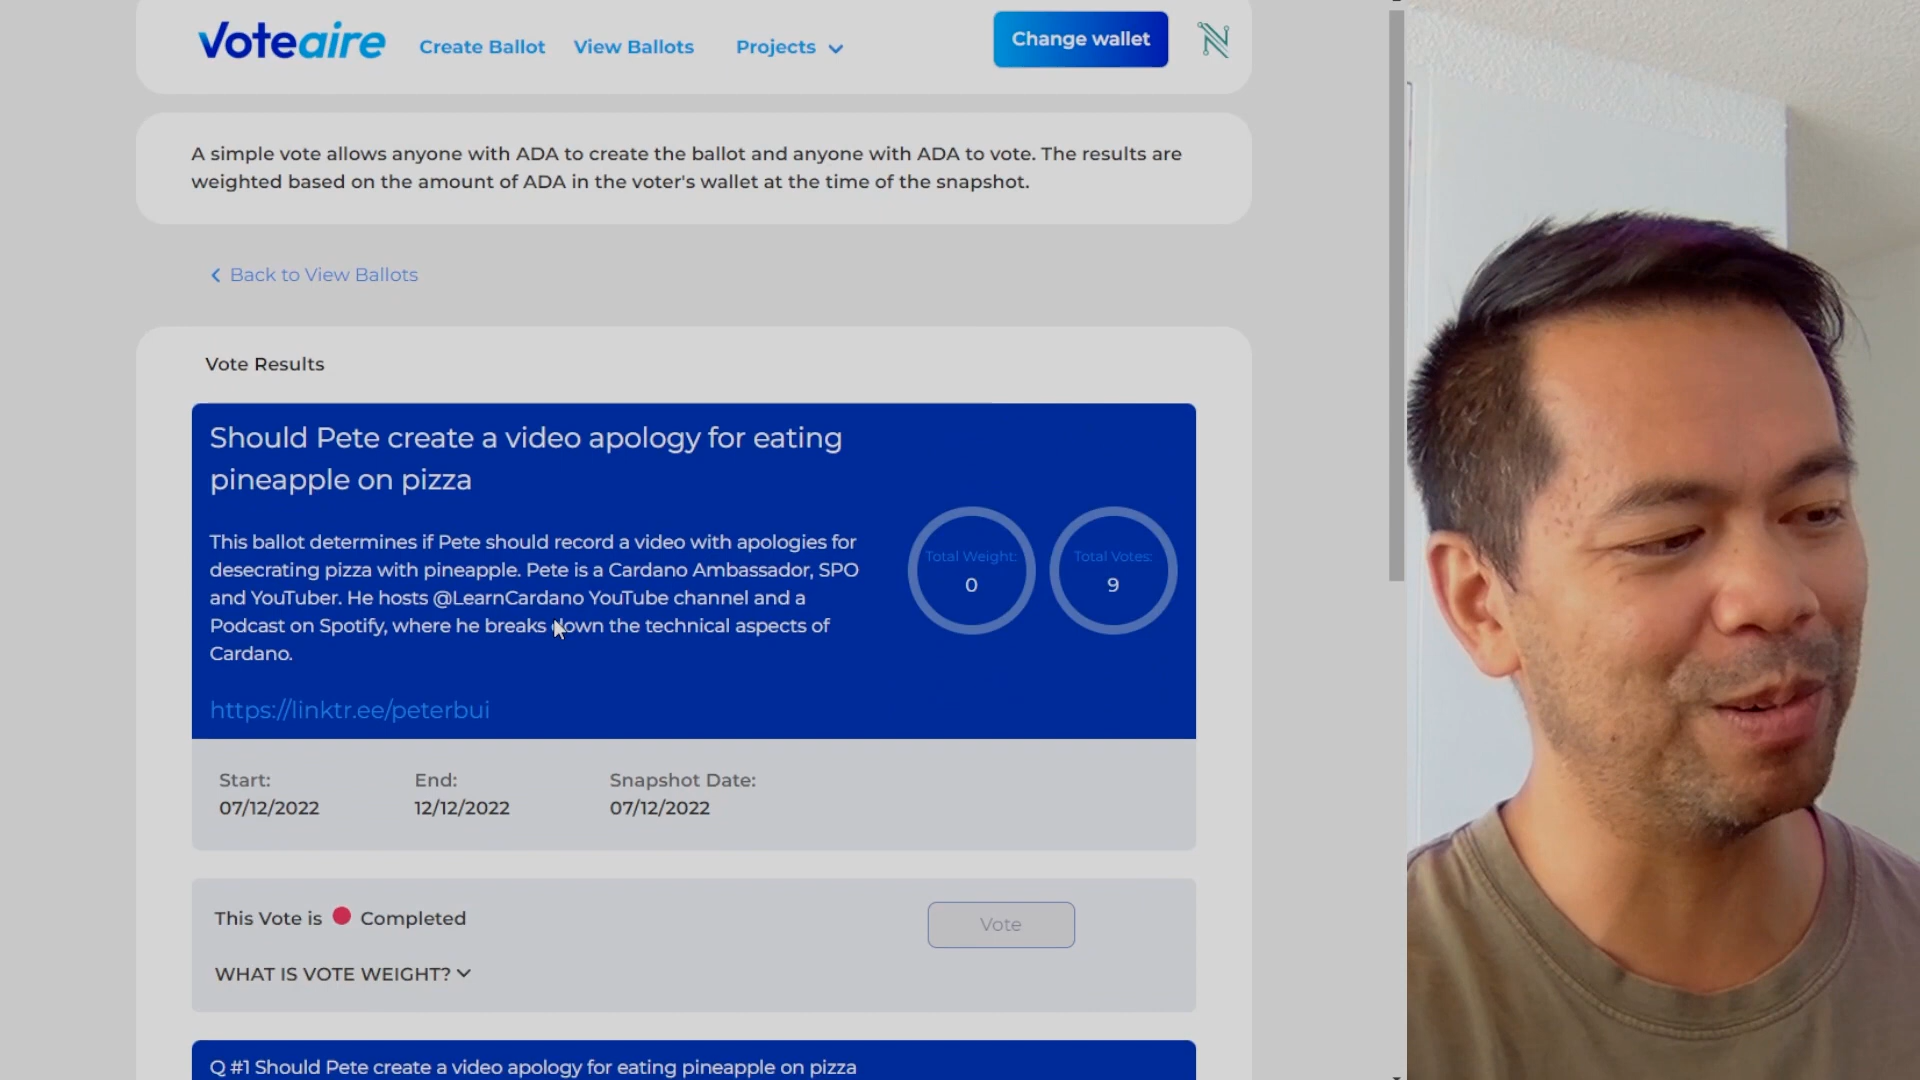 Voteaire Create Ballot View Ballots Projects Change wallet
A simple vote allows anyone with ADA to create the ballot and anyone with ADA to vote. The results are
weighted based on the amount of ADA in the voter's wallet at the time of the snapshot.
Back to View Ballots
Vote Results
Should Pete create a video apology for eating
pineapple on pizza
This ballot determines if Pete should record a video with apologies for
desecrating pizza with pineapple. Pete is a Cardano Ambassador, SPO
and YouTuber. He hosts @LearnCardano YouTube channel and a
Podcast on Spotify, where he breaks down the technical aspects of
Cardano.
https://linktr.ee/peterbui
Total Weight:
0
Total Votes:
9
Start: End: Snapshot Date:
07/12/2022 12/12/2022 07/12/2022
This Vote is Completed
Vote
WHAT IS VOTE WEIGHT?
Q #1 Should Pete create a video apology for eating pineapple on pizza